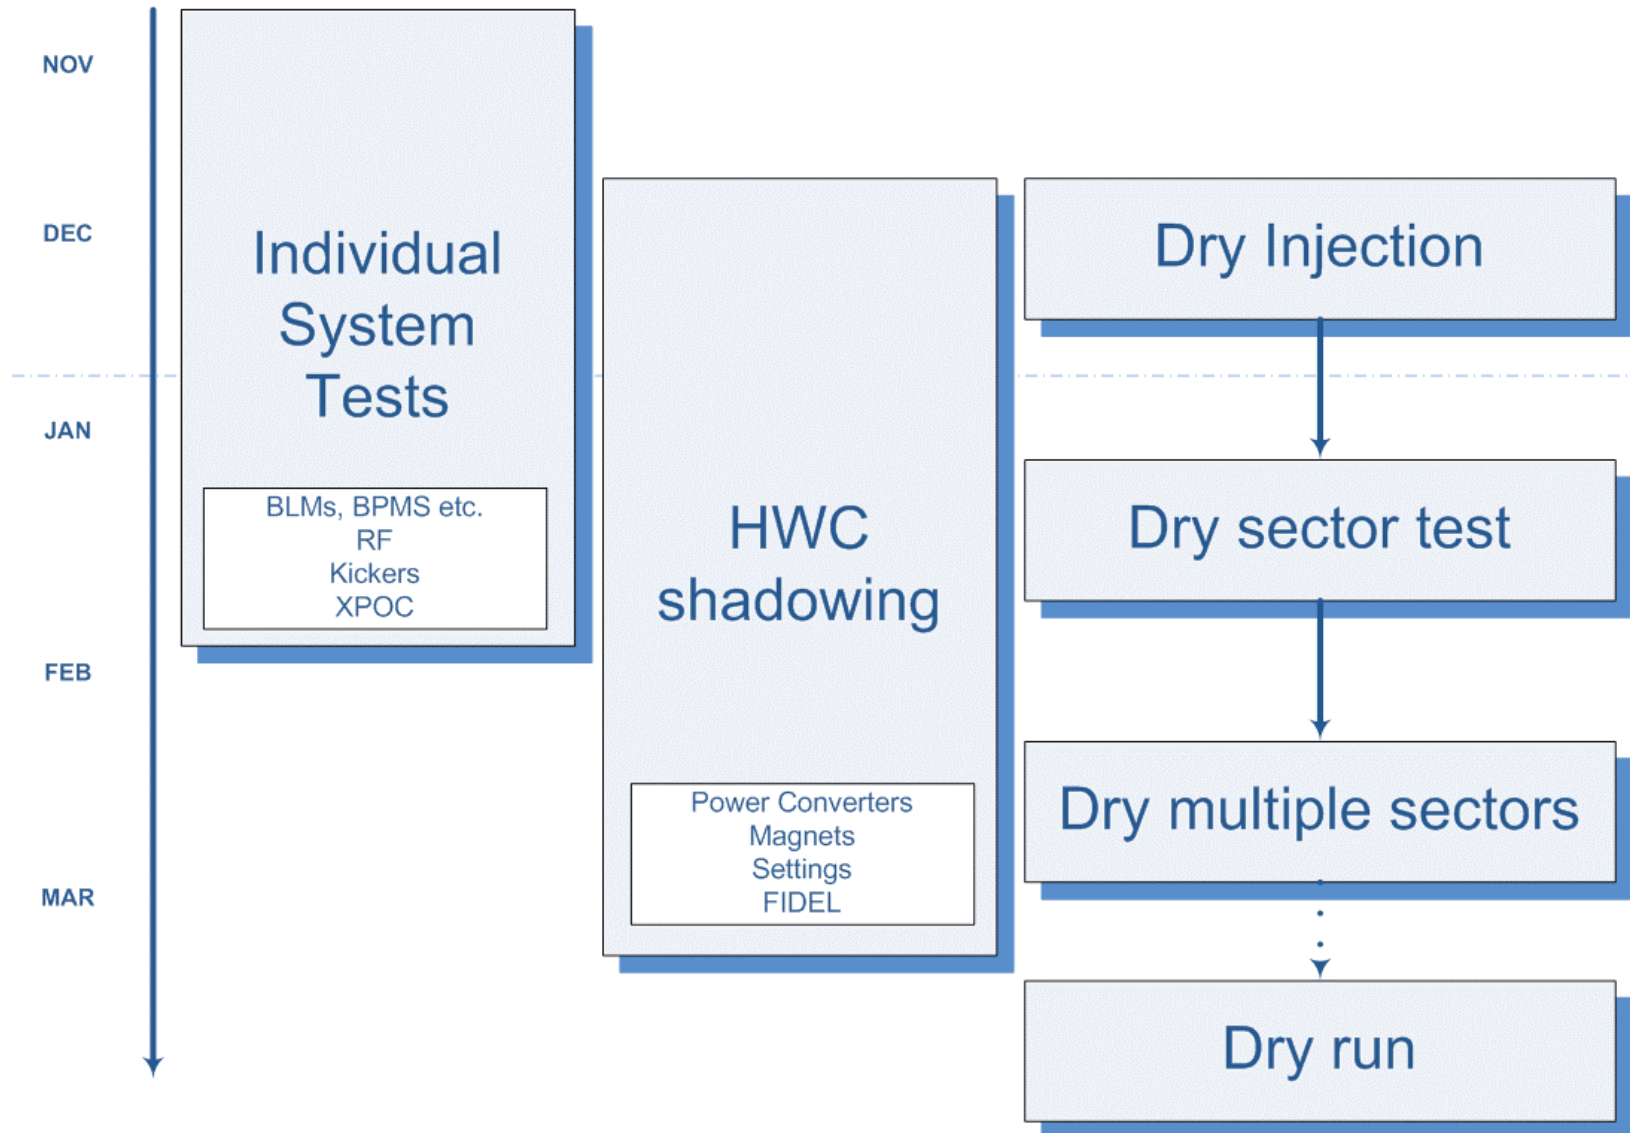 NOV
DEC
JAN
FEB
MAR
Individual
System
Tests
BLMs, BPMS etc.
RF
Kickers
XPOC
HWC
shadowing
Power Converters
Magnets
Settings
FIDEL
Dry Injection
Dry sector test
Dry multiple sectors
Dry run